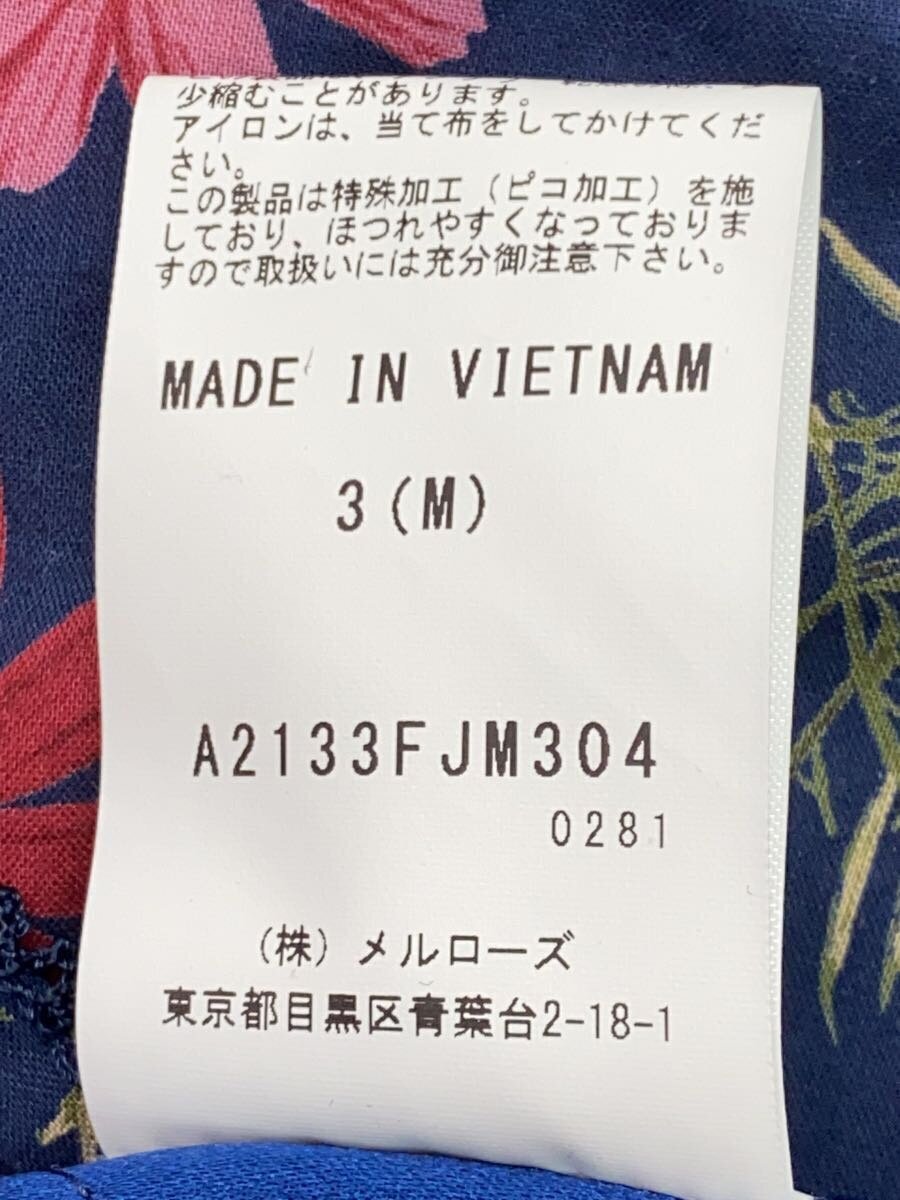 少縮むことがあります。
アイロンは、当て布をしてかけてくだ
さい。
この製品は特殊加工（ピコ加工）を施
しており、ほつれやすくなっておりま
すので取扱いには充分御注意下さい。
MADE IN VIETNAM
3(M)
A2133FJM304
0281
(株) メルローズ
東京都目黒区青葉台2-18-1